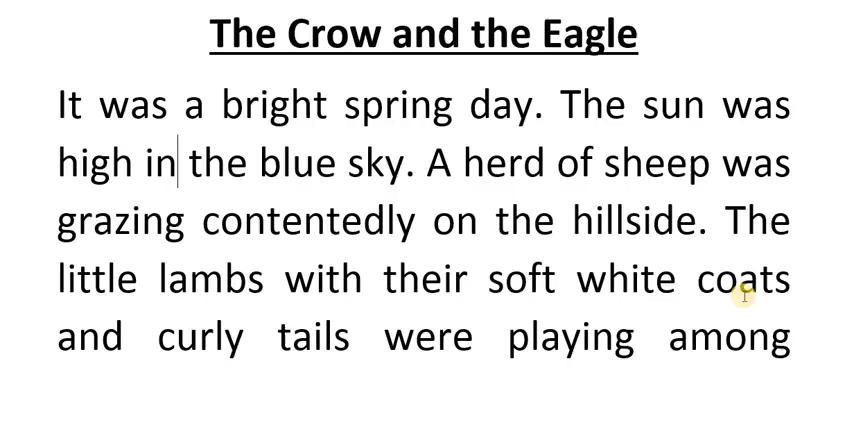 The Crow and the Eagle
It was a bright spring day. The sun was
high in the blue sky. A herd of sheep was
grazing contentedly on the hillside. The
little lambs with their soft white coats
and curly tails were playing among